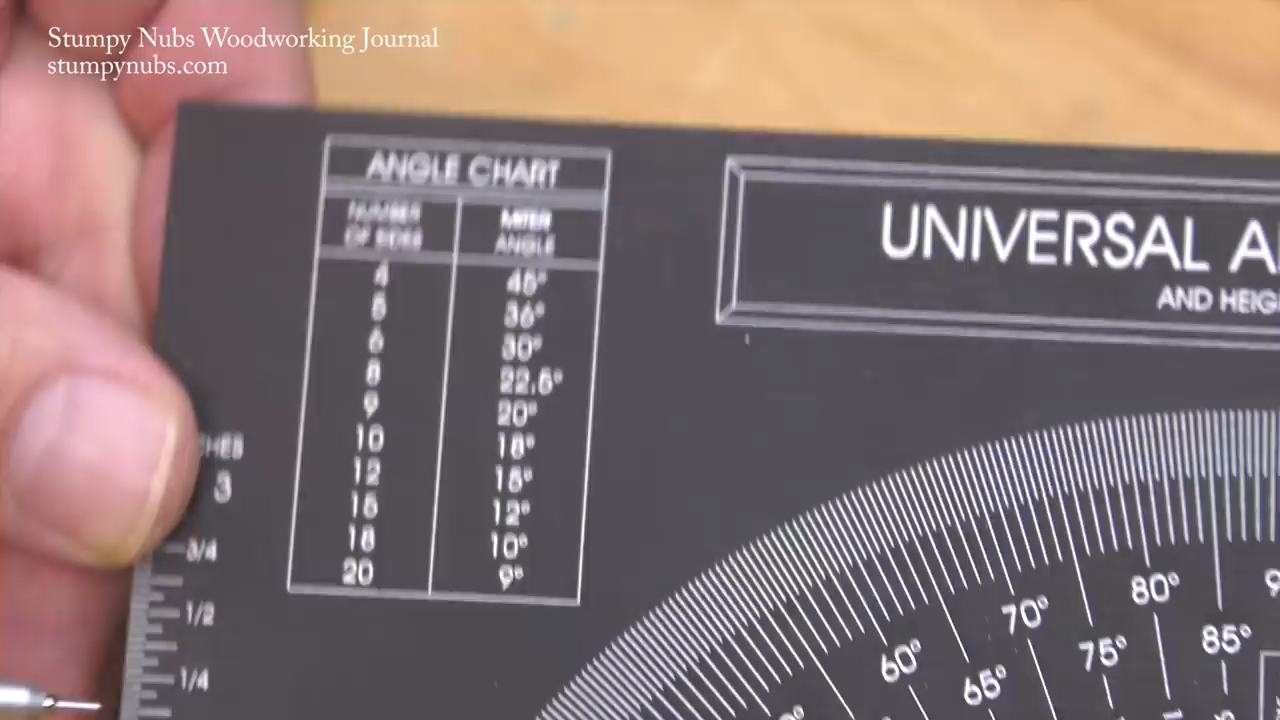 Stumpy Nubs Woodworking Journal
stumpynubs.com
ANGLE CHART
NUMBER OF SIDES
MITER ANGLE
4 45°
5 36°
6 30°
8 22.5°
9 20°
10 18°
12 15°
15 12°
18 10°
20 9°
UNIVERSAL A
AND HEIG
CHES
3
3/4
1/2
1/4
60°
65°
70°
75°
80°
85°
9